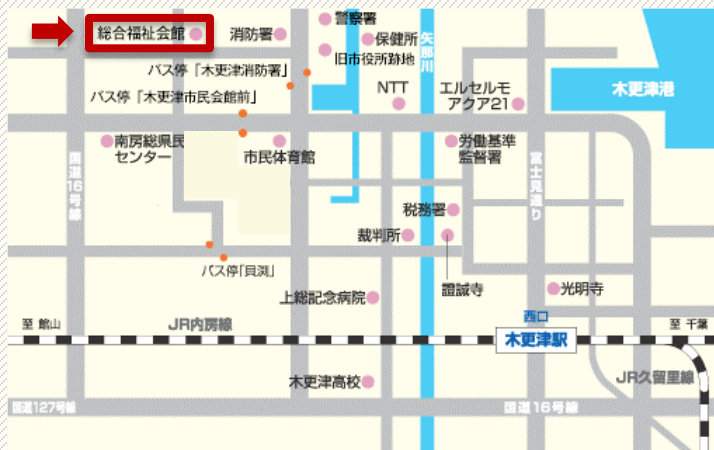 警察署
総合福祉会館
消防署
保健所
旧市役所跡地
矢那川
バス停「木更津消防署」
NTT
エルセルモ
アクア21
木更津港
バス停「木更津市民会館前」
南房総県民
センター
市民体育館
労働基準
監督署
国道16号線
富士見通り
税務署
裁判所
バス停「貝渕」
證誠寺
上総記念病院
光明寺
至 館山
JR内房線
西口
木更津駅
至 千葉
木更津高校
JR久留里線
国道127号線
国道16号線